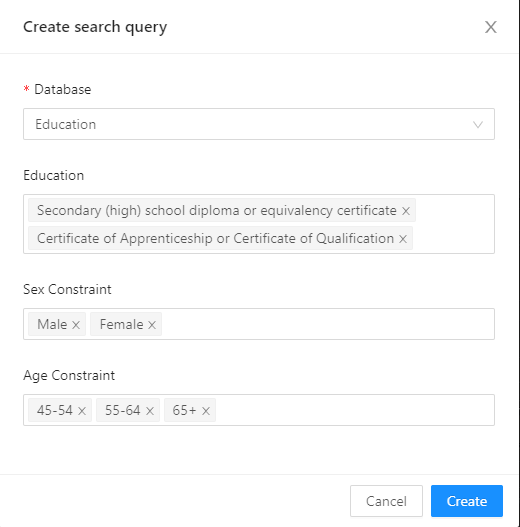 Create search query
* Database
Education
Education
Secondary (high) school diploma or equivalency certificate
Certificate of Apprenticeship or Certificate of Qualification
Sex Constraint
Male Female
Age Constraint
45-54 55-64 65+
Cancel Create